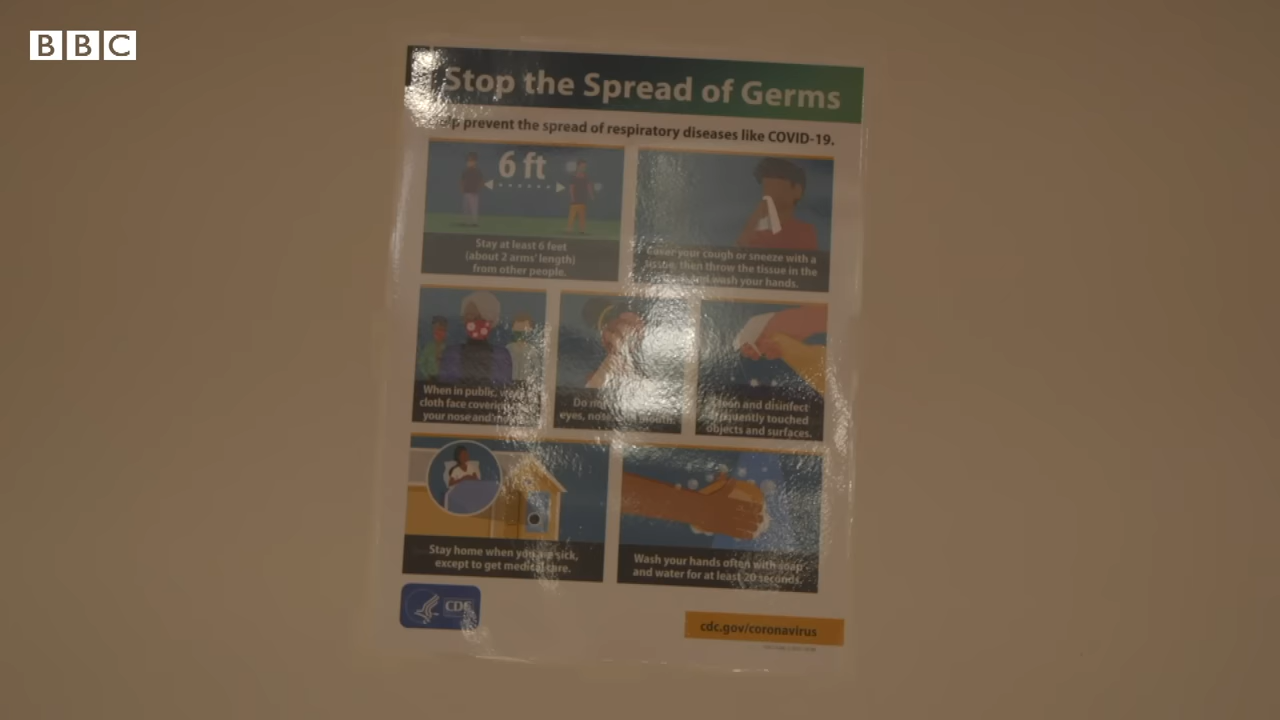 BBC
Stop the Spread of Germs
prevent the spread of respiratory diseases like COVID-19.
6 ft
Stay at least 6 feet
(about 2 arms' length)
from other people.
Cover your cough or sneeze with a
tissue, then throw the tissue in the
and wash your hands.
When in public,
cloth face covering
your nose and
Do
eyes, mouth.
Clean and disinfect
frequently touched
objects and surfaces.
Stay home when you are sick,
except to get medical care.
Wash your hands often with soap
and water for at least 20 seconds.
CDC
cdc.gov/coronavirus